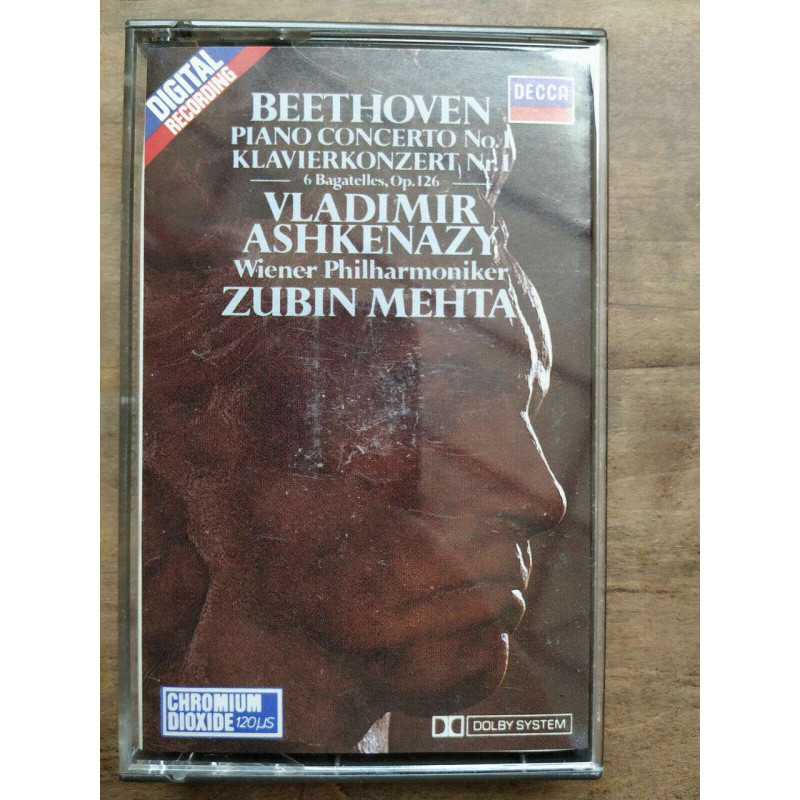 DIGITAL
RECORDING
DECCA
BEETHOVEN
PIANO CONCERTO No. 1
KLAVIERKONZERT Nr. 1
6 Bagatelles, Op. 126
VLADIMIR
ASHKENAZY
Wiener Philharmoniker
ZUBIN MEHTA
CHROMIUM
DIOXIDE 120µS
DOLBY SYSTEM